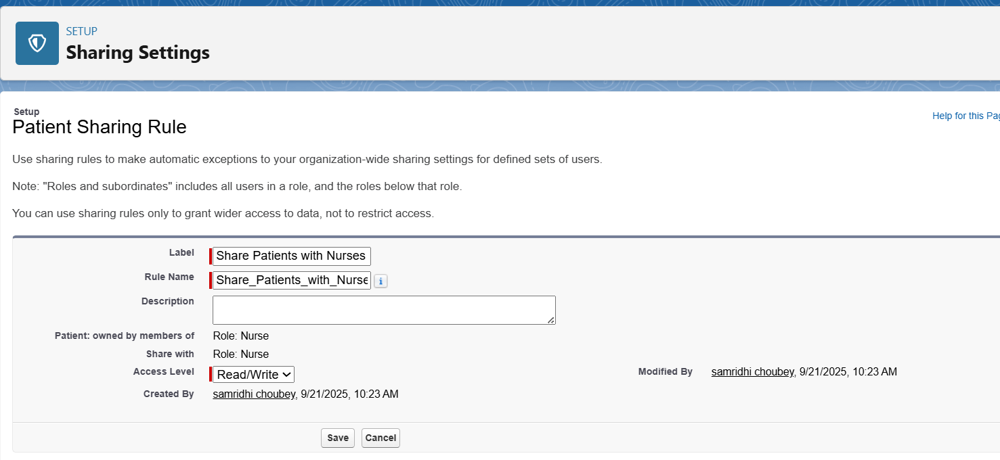 SETUP
Sharing Settings
Setup
Patient Sharing Rule
Help for this Pag
Use sharing rules to make automatic exceptions to your organization-wide sharing settings for defined sets of users.
Note: "Roles and subordinates" includes all users in a role, and the roles below that role.
You can use sharing rules only to grant wider access to data, not to restrict access.
Label Share Patients with Nurses
Rule Name Share_Patients_with_Nurse i
Description
Patient: owned by members of Role: Nurse
Share with Role: Nurse
Access Level Read/Write Modified By samridhi choubey, 9/21/2025, 10:23 AM
Created By samridhi choubey, 9/21/2025, 10:23 AM
Save Cancel